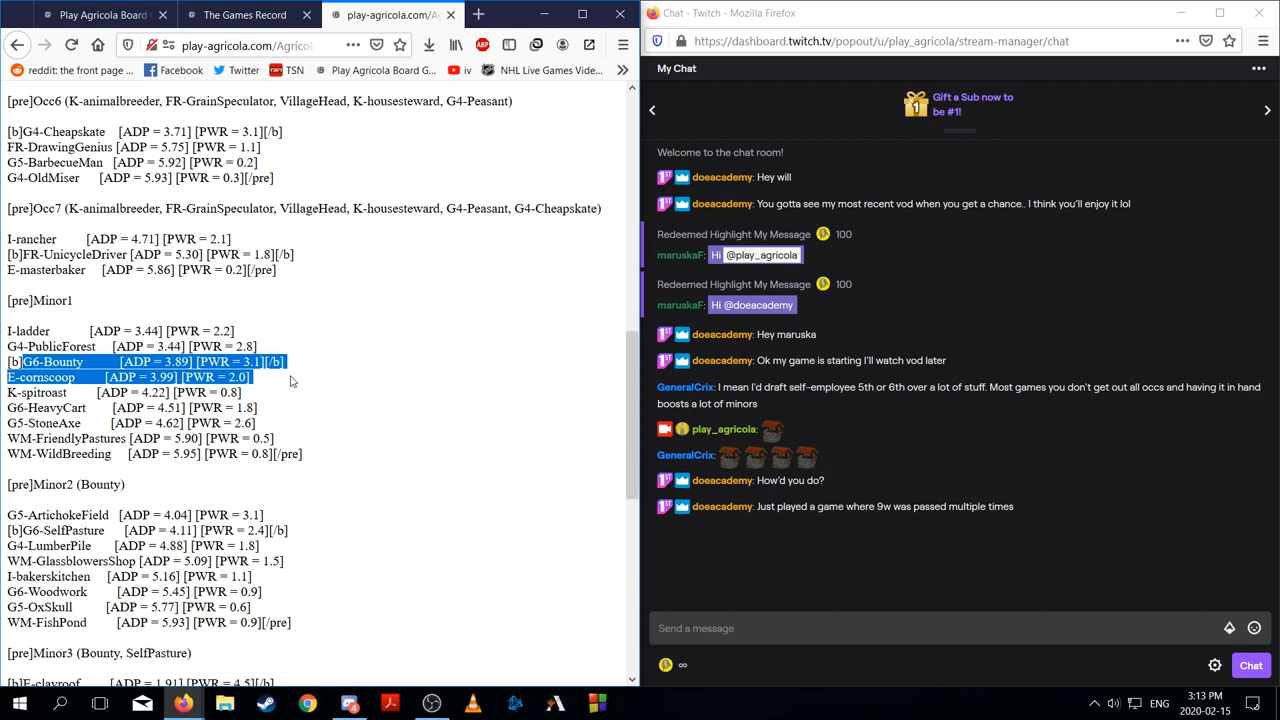 Play Agricola Board G
The Games Record
play-agricola.com/Agricol
play-agricola.com/Agrico
reddit: the front page ...
Facebook
Twitter
TSN
Play Agricola Board G...
iv
NHL Live Games Video...
[pre]Occ6 (K-animalbreeder, FR-GrainSpeculator, VillageHead, K-housesteward, G4-Peasant)
[b]G4-Cheapskate [ADP = 3.71] [PWR = 3.1][/b]
FR-DrawingGenius [ADP = 5.75] [PWR = 1.1]
G5-BarbecueMan [ADP = 5.92] [PWR = 0.2]
G4-OldMiser [ADP = 5.93] [PWR = 0.3][/pre]
[pre]Occ7 (K-animalbreeder, FR-GrainSpeculator, VillageHead, K-housesteward, G4-Peasant, G4-Cheapskate)
I-rancher [ADP = 4.71] [PWR = 2.1]
[b]FR-UnicycleDriver [ADP = 5.30] [PWR = 1.8][/b]
E-masterbaker [ADP = 5.86] [PWR = 0.2][/pre]
[pre]Minor1
I-ladder [ADP = 3.44] [PWR = 2.2]
G4-PublicForest [ADP = 3.44] [PWR = 2.8]
[b]G6-Bounty [ADP = 3.89] [PWR = 3.1][/b]
E-cornscoop [ADP = 3.99] [PWR = 2.0]
K-spitroast [ADP = 4.22] [PWR = 0.8]
G6-HeavyCart [ADP = 4.51] [PWR = 1.8]
G5-StoneAxe [ADP = 4.62] [PWR = 2.6]
WM-FriendlyPastures [ADP = 5.90] [PWR = 0.5]
WM-WildBreeding [ADP = 5.95] [PWR = 0.8][/pre]
[pre]Minor2 (Bounty)
G5-ArtichokeField [ADP = 4.04] [PWR = 3.1]
[b]G6-SelfPasture [ADP = 4.11] [PWR = 2.4][/b]
G4-LumberPile [ADP = 4.88] [PWR = 1.8]
WM-GlassblowersShop [ADP = 5.09] [PWR = 1.5]
I-bakerskitchen [ADP = 5.16] [PWR = 1.1]
G6-Woodwork [ADP = 5.45] [PWR = 0.9]
G5-OxSkull [ADP = 5.77] [PWR = 0.6]
WM-FishPond [ADP = 5.93] [PWR = 0.9][/pre]
[pre]Minor3 (Bounty, SelfPasture)
[b]E-clayroof [ADP = 1.91] [PWR = 4.5][/b]
Chat - Twitch - Mozilla Firefox
https://dashboard.twitch.tv/popout/u/play_agricola/stream-manager/chat
My Chat
1
Gift a Sub now to
be #1!
Welcome to the chat room!
doeacademy: Hey will
doeacademy: You gotta see my most recent vod when you get a chance.. I think you'll enjoy it lol
Redeemed Highlight My Message 100
maruskaF: Hi @play_agricola
Redeemed Highlight My Message 100
maruskaF: Hi @doeacademy
doeacademy: Hey maruska
doeacademy: Ok my game is starting I'll watch vod later
GeneralCrix: I mean I'd draft self-employee 5th or 6th over a lot of stuff. Most games you don't get out all occs and having it in hand
boosts a lot of minors
play_agricola:
GeneralCrix:
doeacademy: How'd you do?
doeacademy: Just played a game where 9w was passed multiple times
Send a message
∞
Chat
4
ENG
3:13 PM
2020-02-15